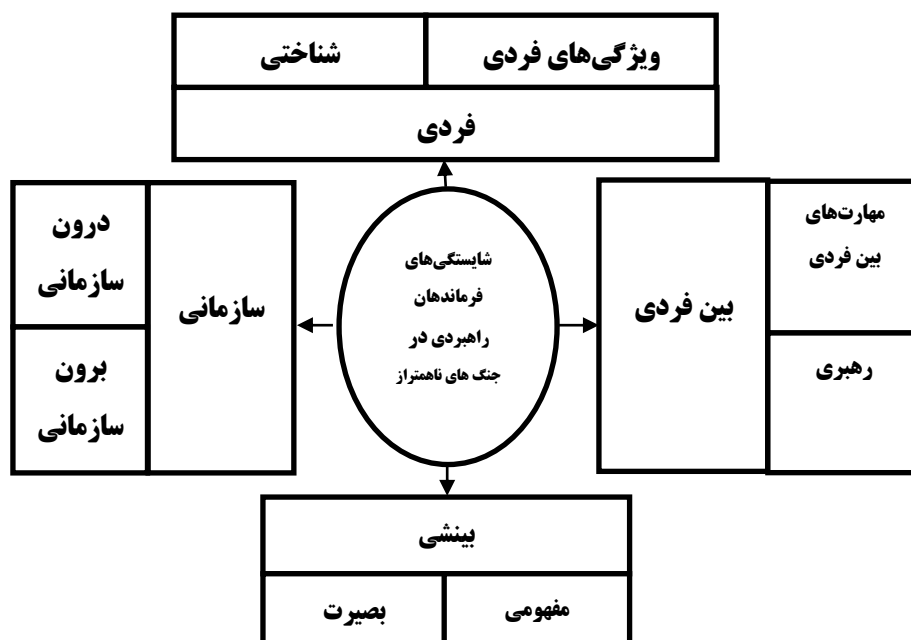 ویژگی‌های فردی
شناختی
فردی
مهارت‌های
بین فردی
رهبری
بین فردی
شایستگی‌های
فرماندهان
راهبردی در
جنگ های ناهمتراز
سازمانی
درون
سازمانی
برون
سازمانی
بینشی
مفهومی
بصیرت